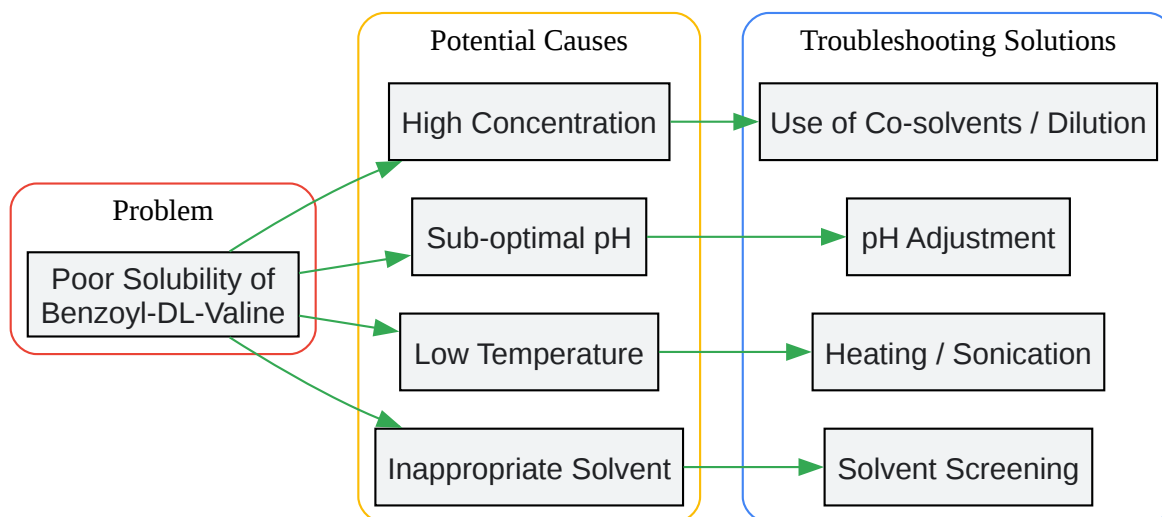 Problem
Poor Solubility of
Benzoyl-DL-Valine
Potential Causes
High Concentration
Sub-optimal pH
Low Temperature
Inappropriate Solvent
Troubleshooting Solutions
Use of Co-solvents / Dilution
pH Adjustment
Heating / Sonication
Solvent Screening